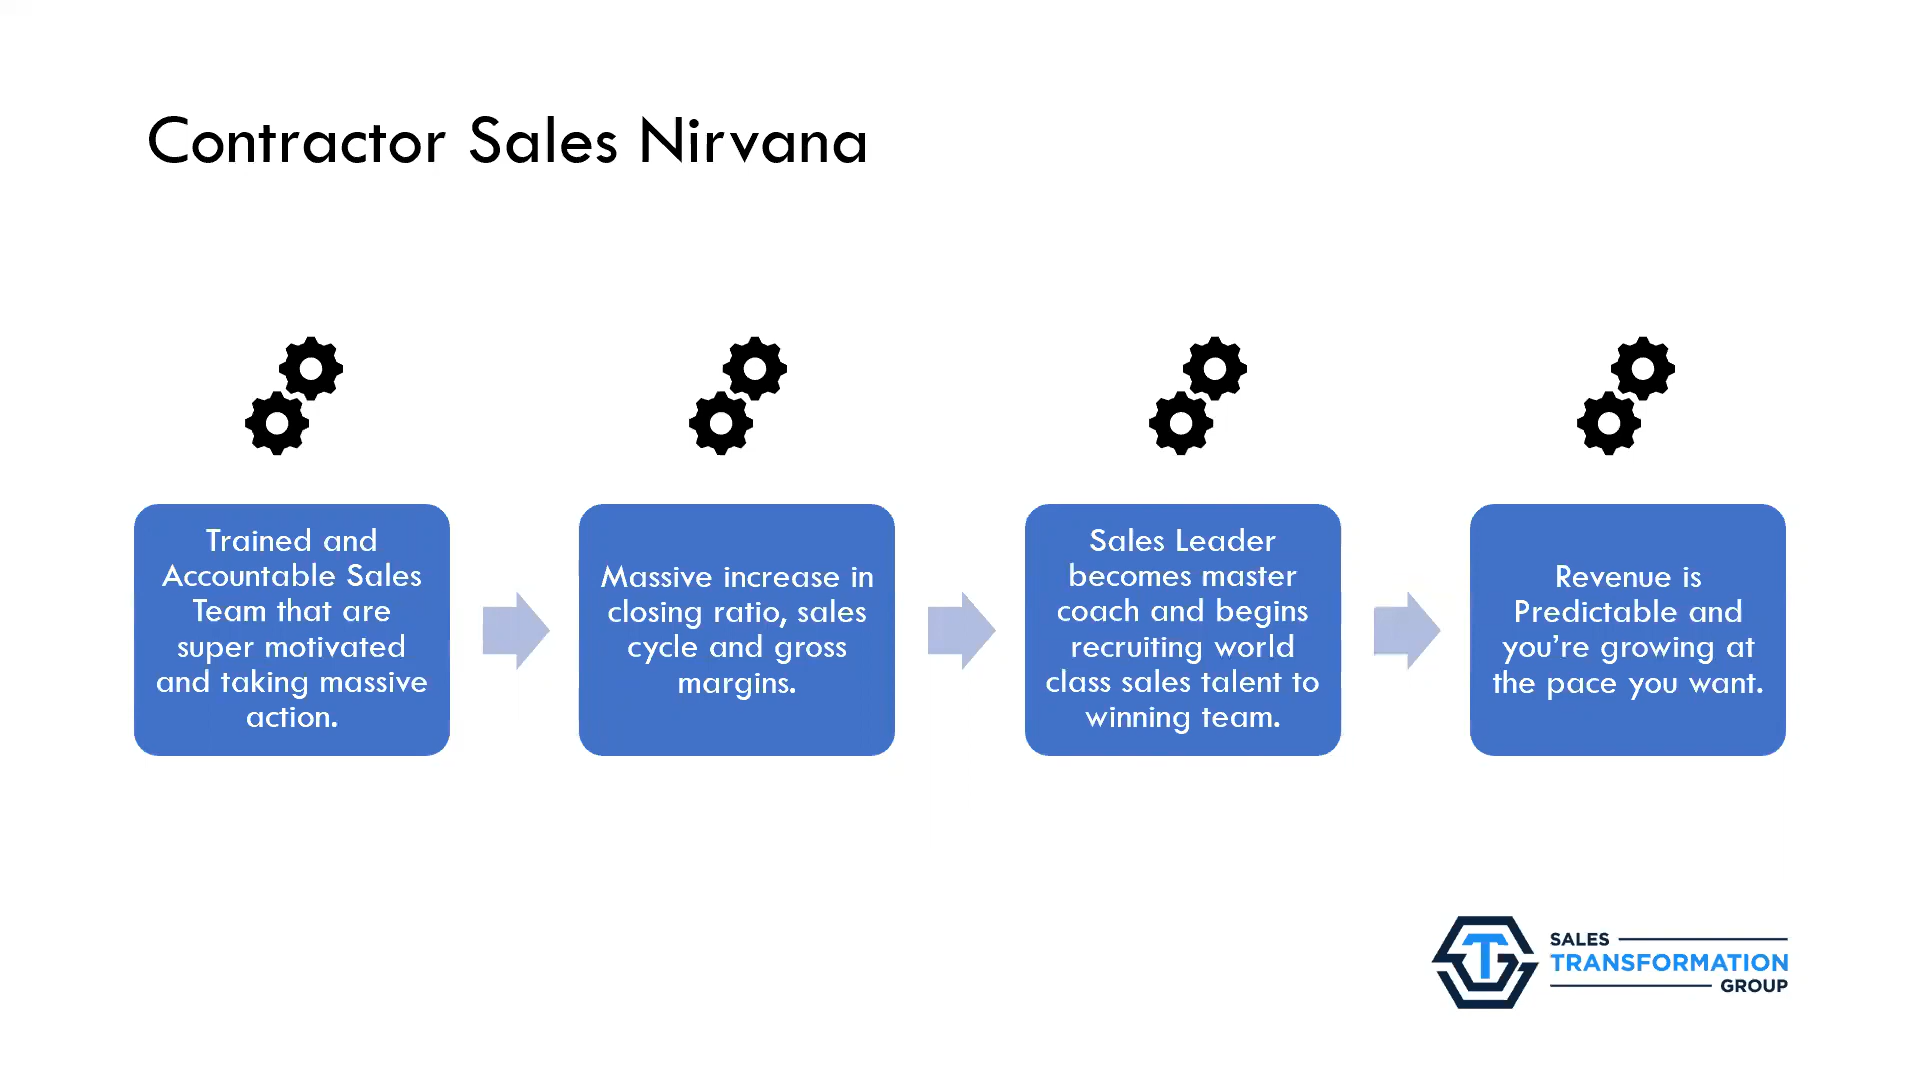 Contractor Sales Nirvana
Trained and
Accountable Sales
Team that are
super motivated
and taking massive
action.
Massive increase in
closing ratio, sales
cycle and gross
margins.
Sales Leader
becomes master
coach and begins
recruiting world
class sales talent to
winning team.
Revenue is
Predictable and
you’re growing at
the pace you want.
SALES
TRANSFORMATION
GROUP